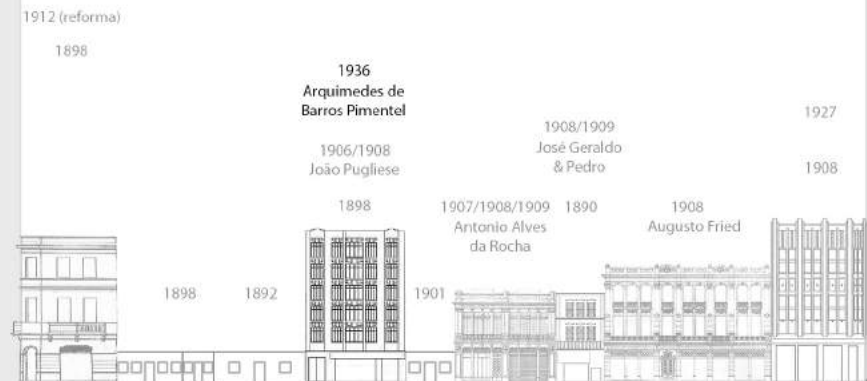 1912 (reforma)
1898
1898
1892
1936
Arquimedes de
Barros Pimentel
1906/1908
João Pugliese
1898
1901
1907/1908/1909
Antonio Alves
da Rocha
1908/1909
José Geraldo
& Pedro
1890
1908
Augusto Fried
1927
1908